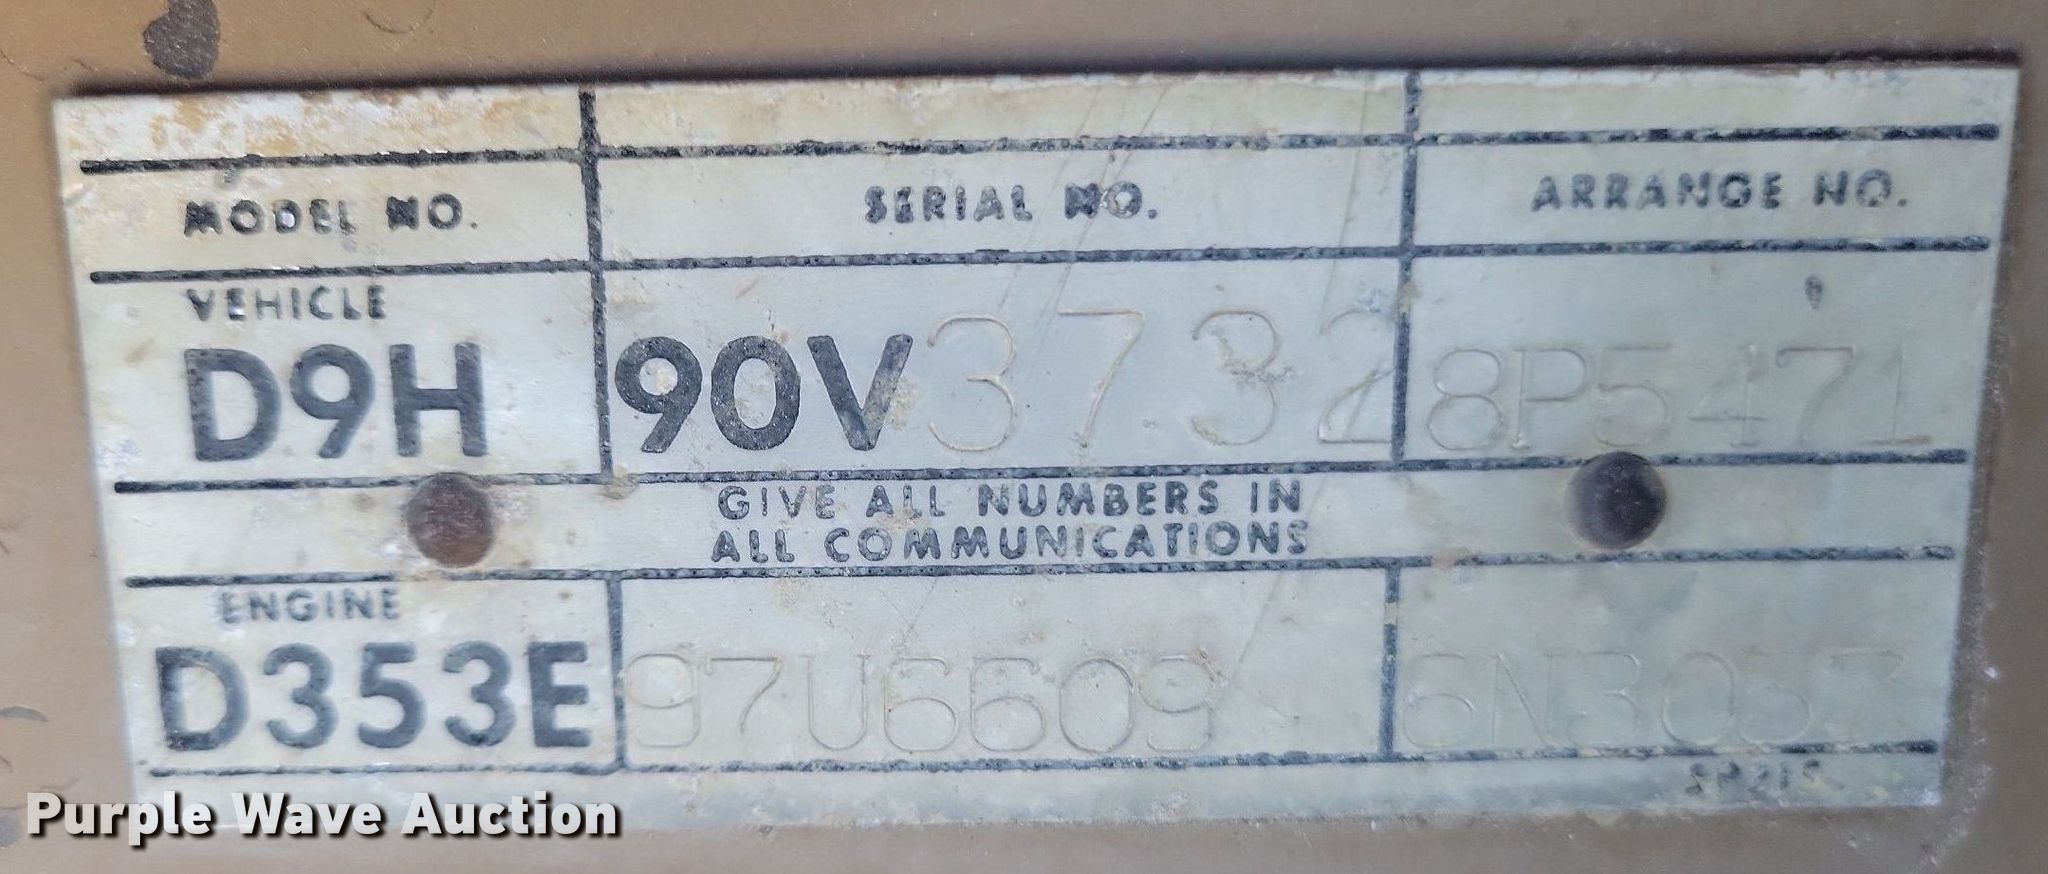 MODEL NO. SERIAL NO. ARRANGE NO.
VEHICLE
D9H 90V3732 8P5471
GIVE ALL NUMBERS IN
ALL COMMUNICATIONS
ENGINE
D353E 97U6609 6N3057
Purple Wave Auction